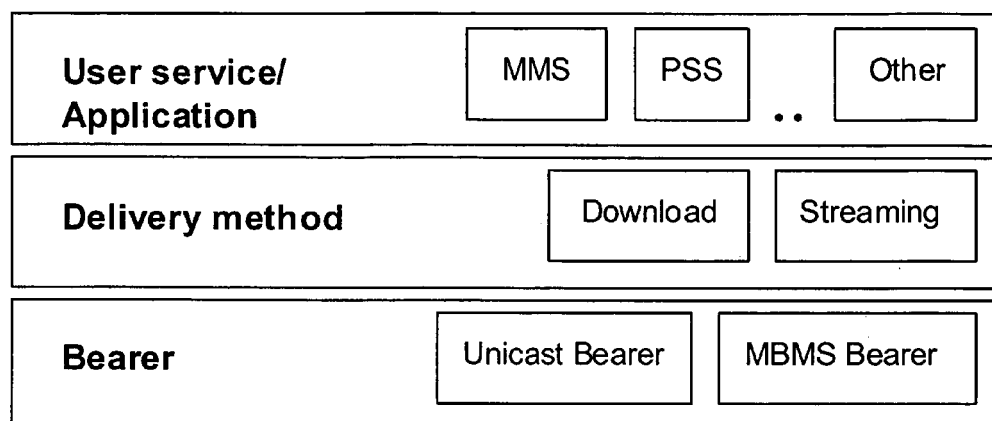 User service/
Application
MMS
PSS
..
Other
Delivery method
Download
Streaming
Bearer
Unicast Bearer
MBMS Bearer